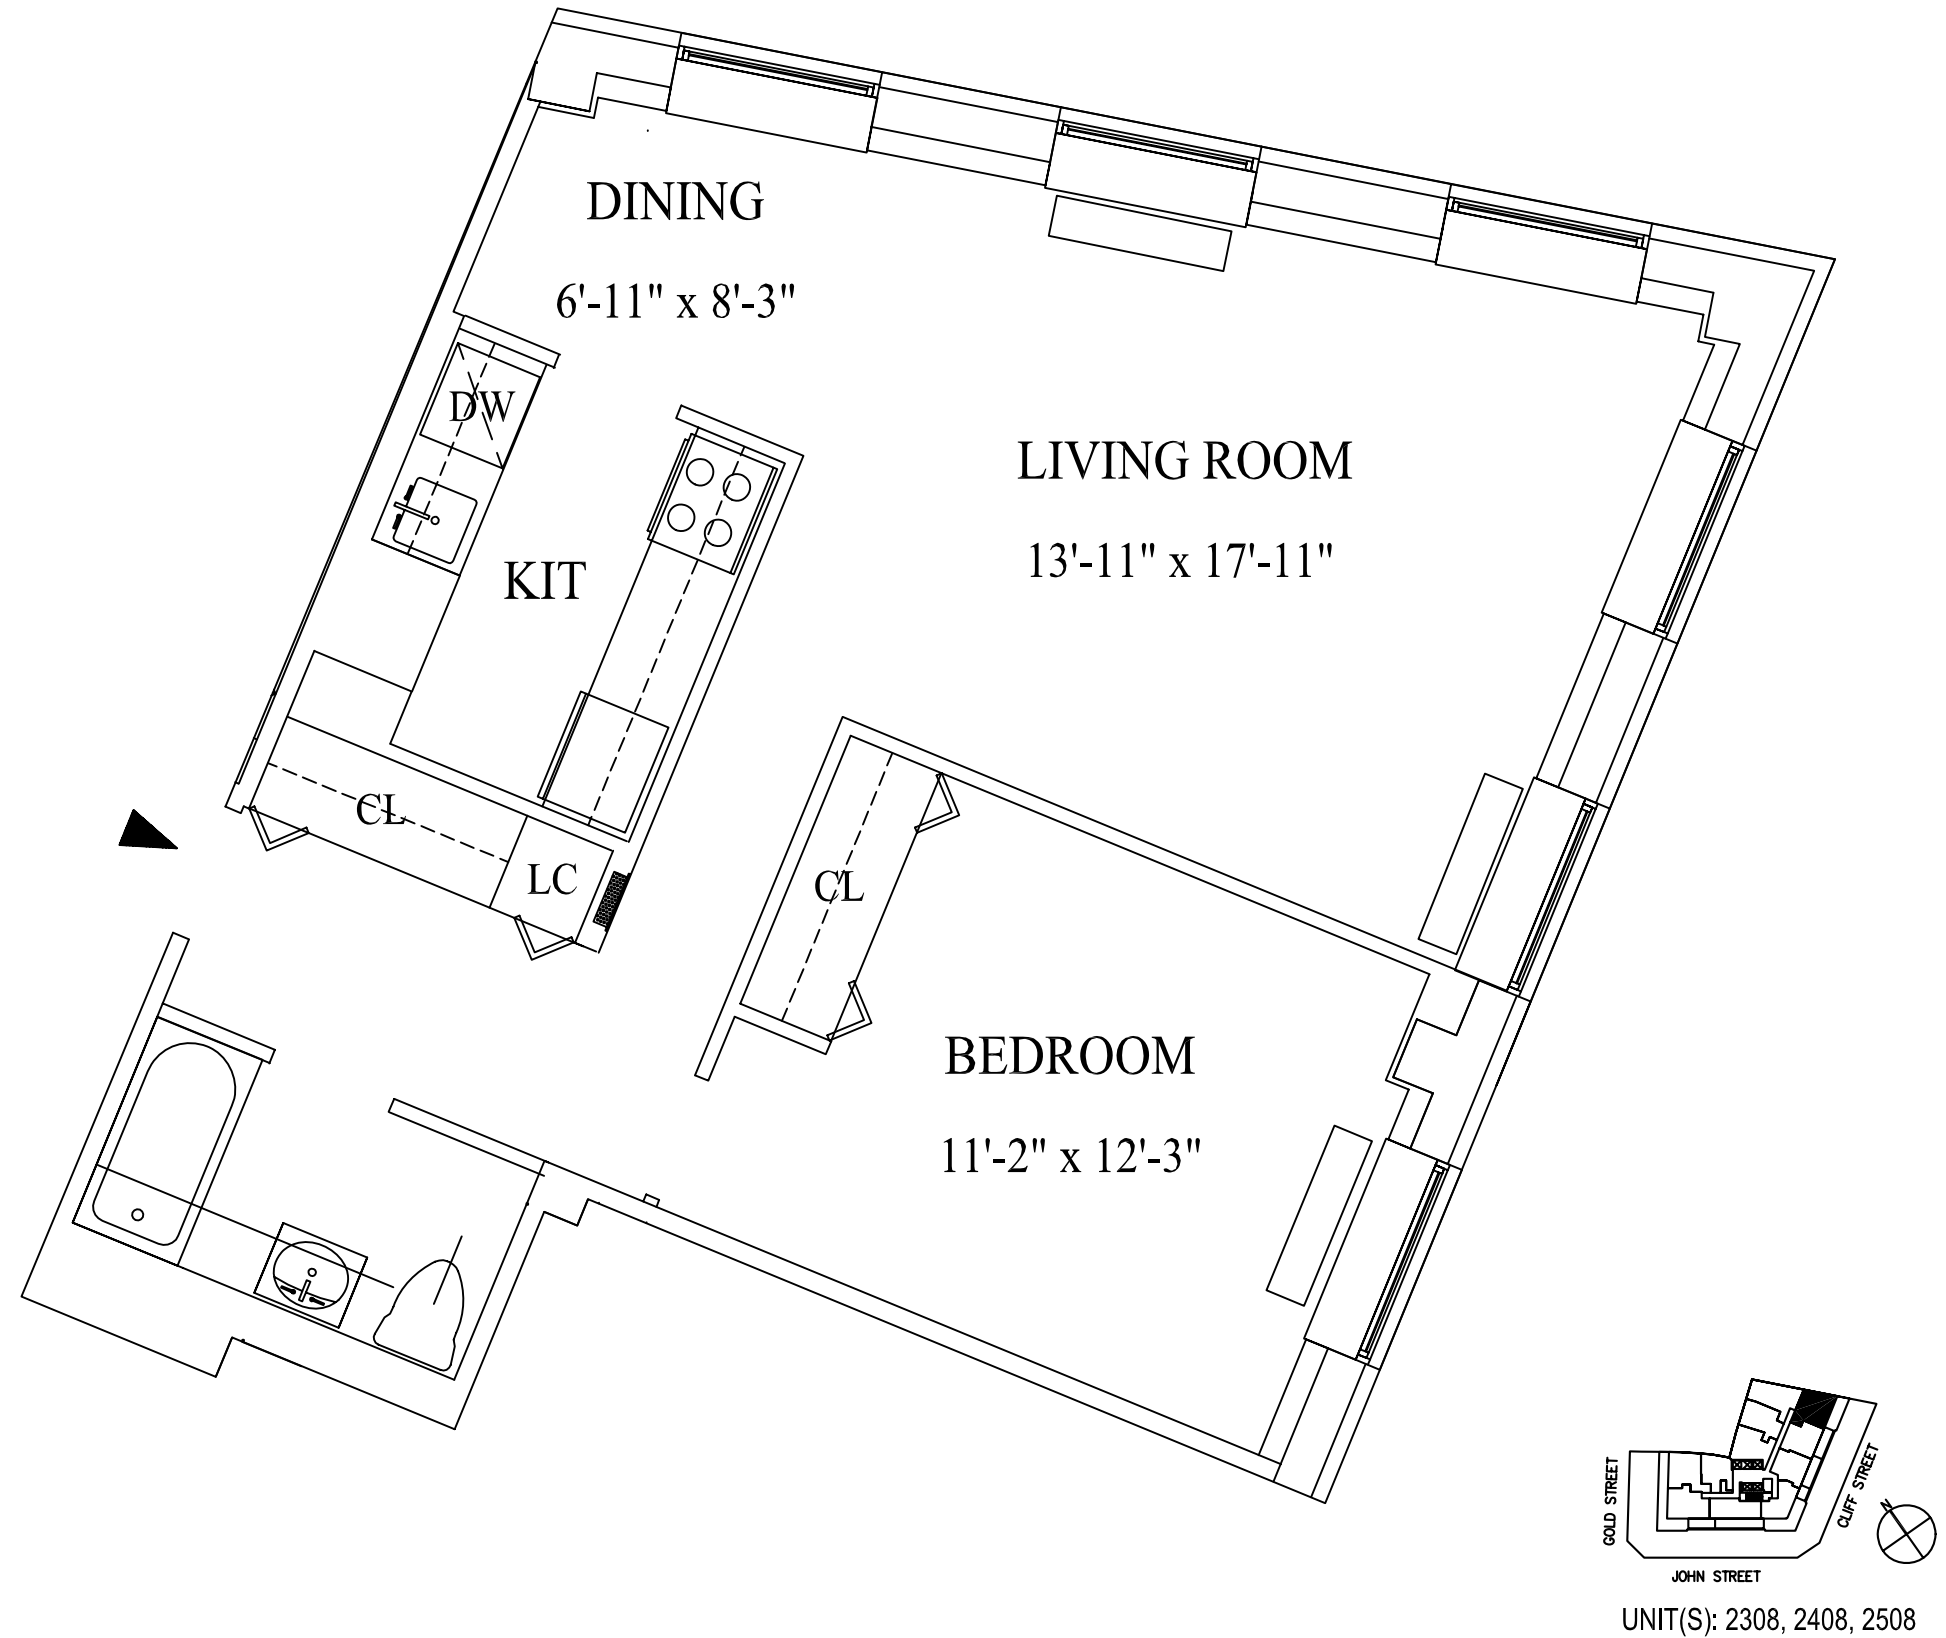 DINING
6'-11" x 8'-3"
DW
LIVING ROOM
13'-11" x 17'-11"
KIT
CL
LC
CL
BEDROOM
11'-2" x 12'-3"
GOLD STREET
CLIFF STREET
N
JOHN STREET
UNIT(S): 2308, 2408, 2508